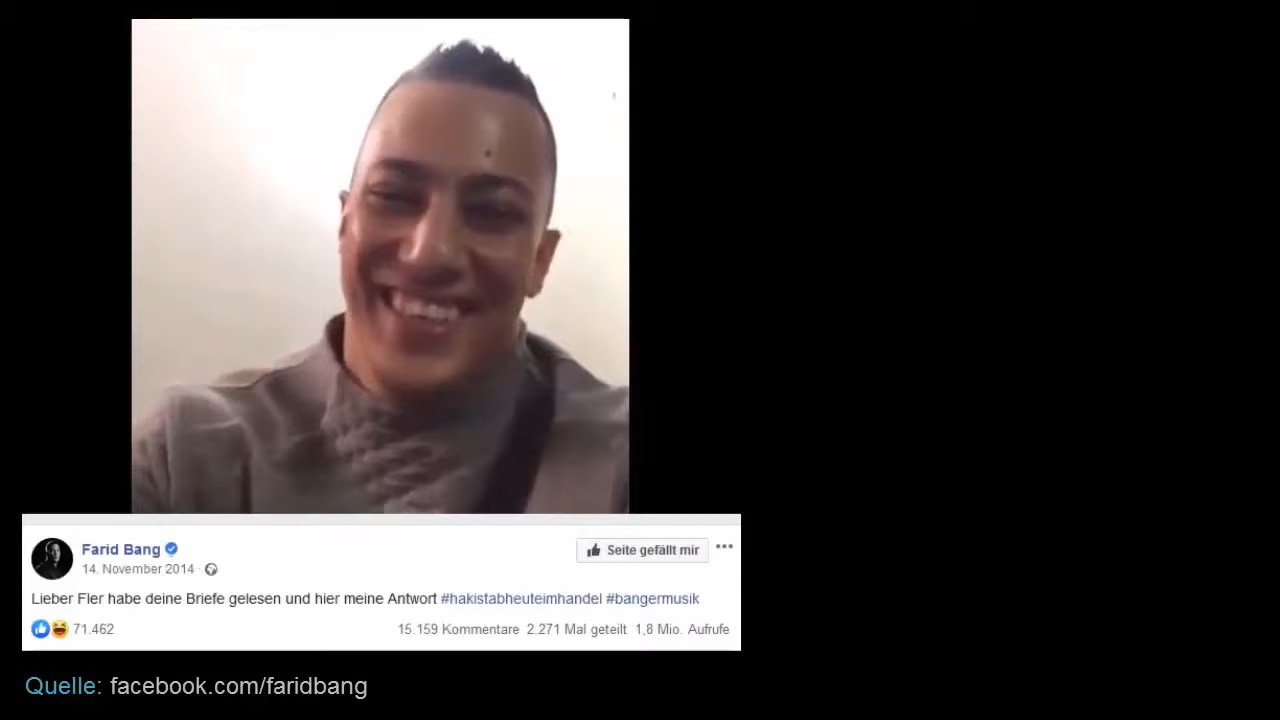 Farid Bang
Seite gefällt mir
14. November 2014 ·
Lieber Fler habe deine Briefe gelesen und hier meine Antwort #hakistabheuteimhandel #bangermusik
71.462
15.159 Kommentare 2.271 Mal geteilt 1,8 Mio. Aufrufe
Quelle: facebook.com/faridbang